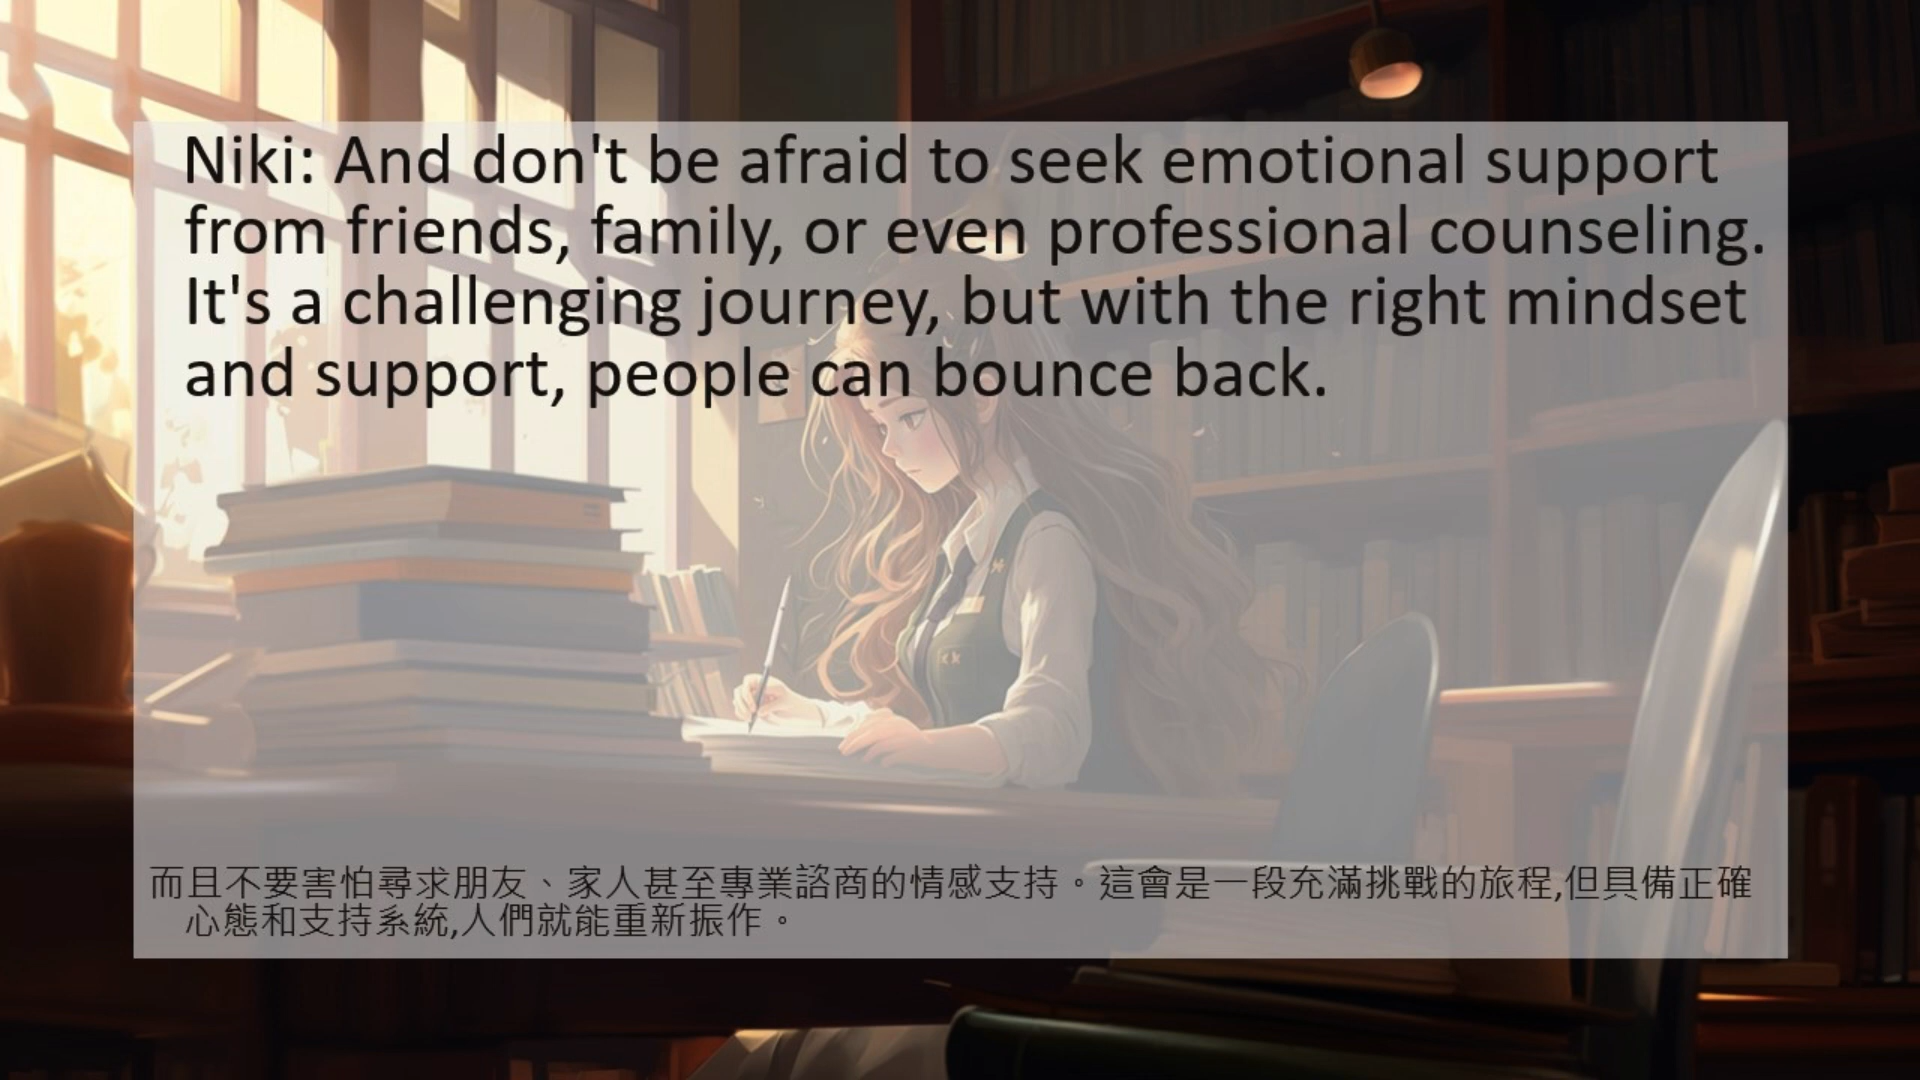 Niki: And don't be afraid to seek emotional support
from friends, family, or even professional counseling.
It's a challenging journey, but with the right mindset
and support, people can bounce back.
而且不要害怕尋求朋友、家人甚至專業諮商的情感支持。這會是一段充滿挑戰的旅程,但具備正確
心態和支持系統,人們就能重新振作。